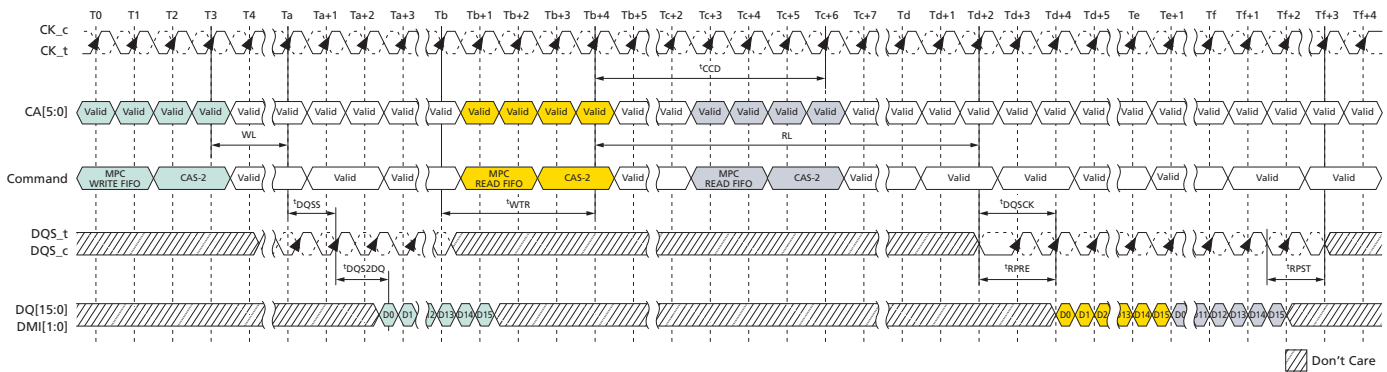 T0 T1 T2 T3 T4 Ta Ta+1 Ta+2 Ta+3 Tb Tb+1 Tb+2 Tb+3 Tb+4 Tb+5 Tc+2 Tc+3 Tc+4 Tc+5 Tc+6 Tc+7 Td Td+1 Td+2 Td+3 Td+4 Td+5 Te Te+1 Tf Tf+1 Tf+2 Tf+3 Tf+4
CK_c
CK_t
tCCD
CA[5:0] Valid Valid Valid Valid Valid Valid Valid Valid Valid Valid Valid Valid Valid Valid Valid Valid Valid Valid Valid Valid Valid Valid Valid Valid Valid Valid Valid Valid Valid Valid Valid Valid Valid Valid
WL RL
Command MPC WRITE FIFO CAS-2 Valid Valid Valid Valid MPC READ FIFO CAS-2 Valid Valid MPC READ FIFO CAS-2 Valid Valid Valid Valid Valid Valid Valid
tDQSS tWTR tDQSCK
DQS_t
DQS_c
tDQS2DQ tRPRE tRPST
DQ[15:0] D0 D1 D13 D14 D15 D0 D1 D2 D13 D14 D15 D0 D11 D12 D13 D14 D15
DMI[1:0]
Don't Care